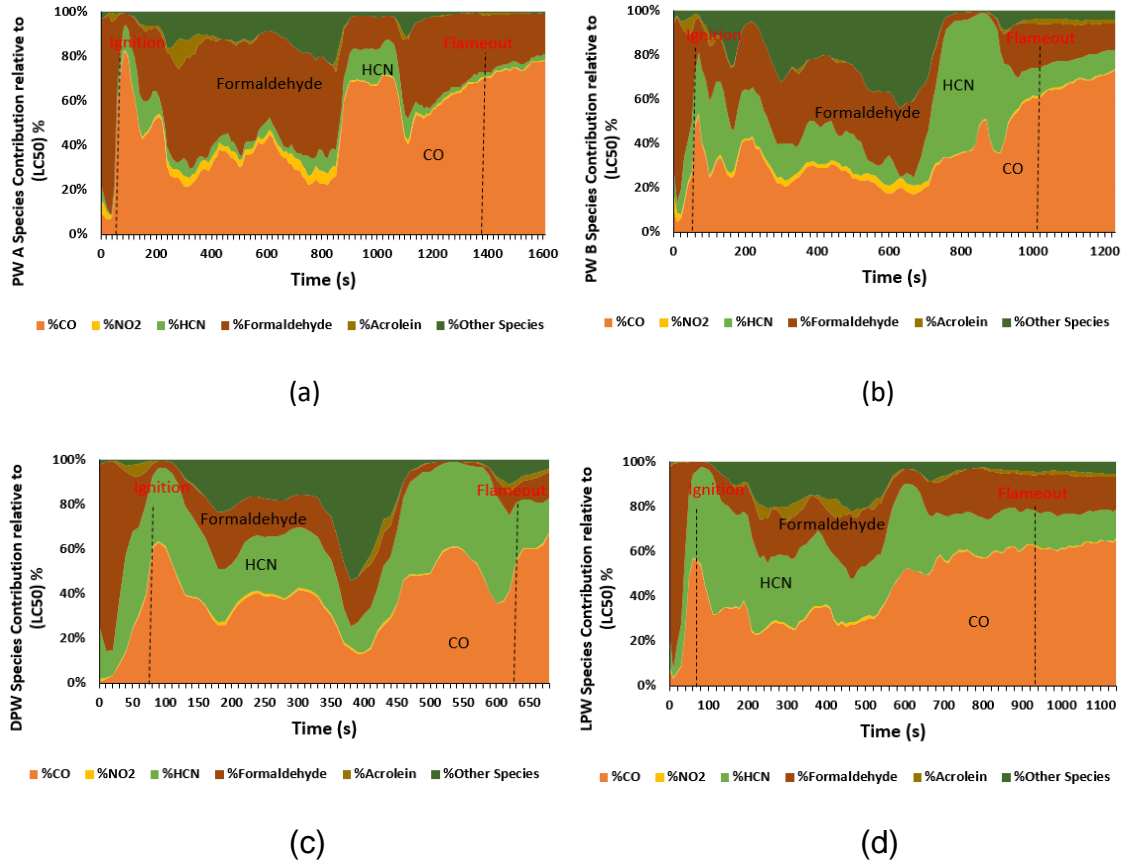 PW A Species Contribution relative to
(LC50) %
100%
80%
60%
40%
20%
0%
Ignition
Flameout
Formaldehyde
HCN
CO
0 200 400 600 800 1000 1200 1400 1600
Time (s)
%CO %NO2 %HCN %Formaldehyde %Acrolein %Other Species
(a)
PW B Species Contribution relative to
(LC50) %
100%
80%
60%
40%
20%
0%
Ignition
Flameout
HCN
Formaldehyde
CO
0 200 400 600 800 1000 1200
Time (s)
%CO %NO2 %HCN %Formaldehyde %Acrolein %Other Species
(b)
DPW Species Contribution relative to
(LC50) %
100%
80%
60%
40%
20%
0%
Ignition
Flameout
Formaldehyde
HCN
CO
0 50 100 150 200 250 300 350 400 450 500 550 600 650
Time (s)
%CO %NO2 %HCN %Formaldehyde %Acrolein %Other Species
(c)
LPW Species Contribution relative to
(LC50) %
100%
80%
60%
40%
20%
0%
Ignition
Flameout
Formaldehyde
HCN
CO
0 100 200 300 400 500 600 700 800 900 1000 1100
Time (s)
%CO %NO2 %HCN %Formaldehyde %Acrolein %Other Species
(d)